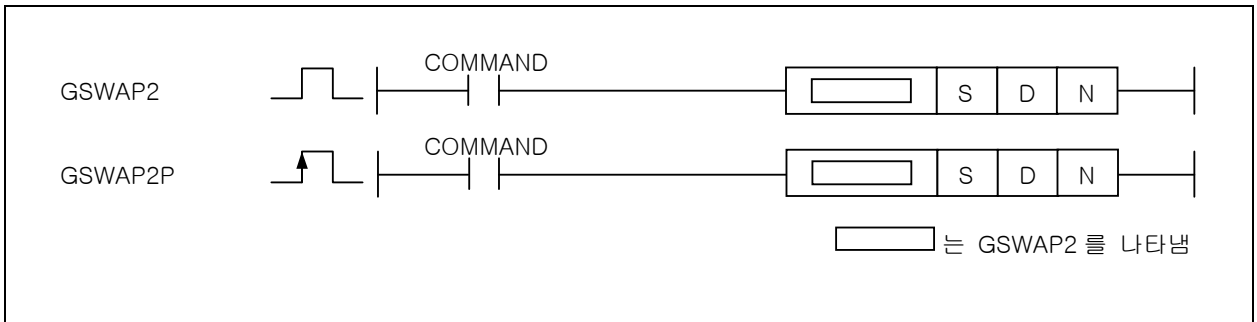 COMMAND
GSWAP2 S D N
COMMAND
GSWAP2P S D N
는 GSWAP2 를 나타냄